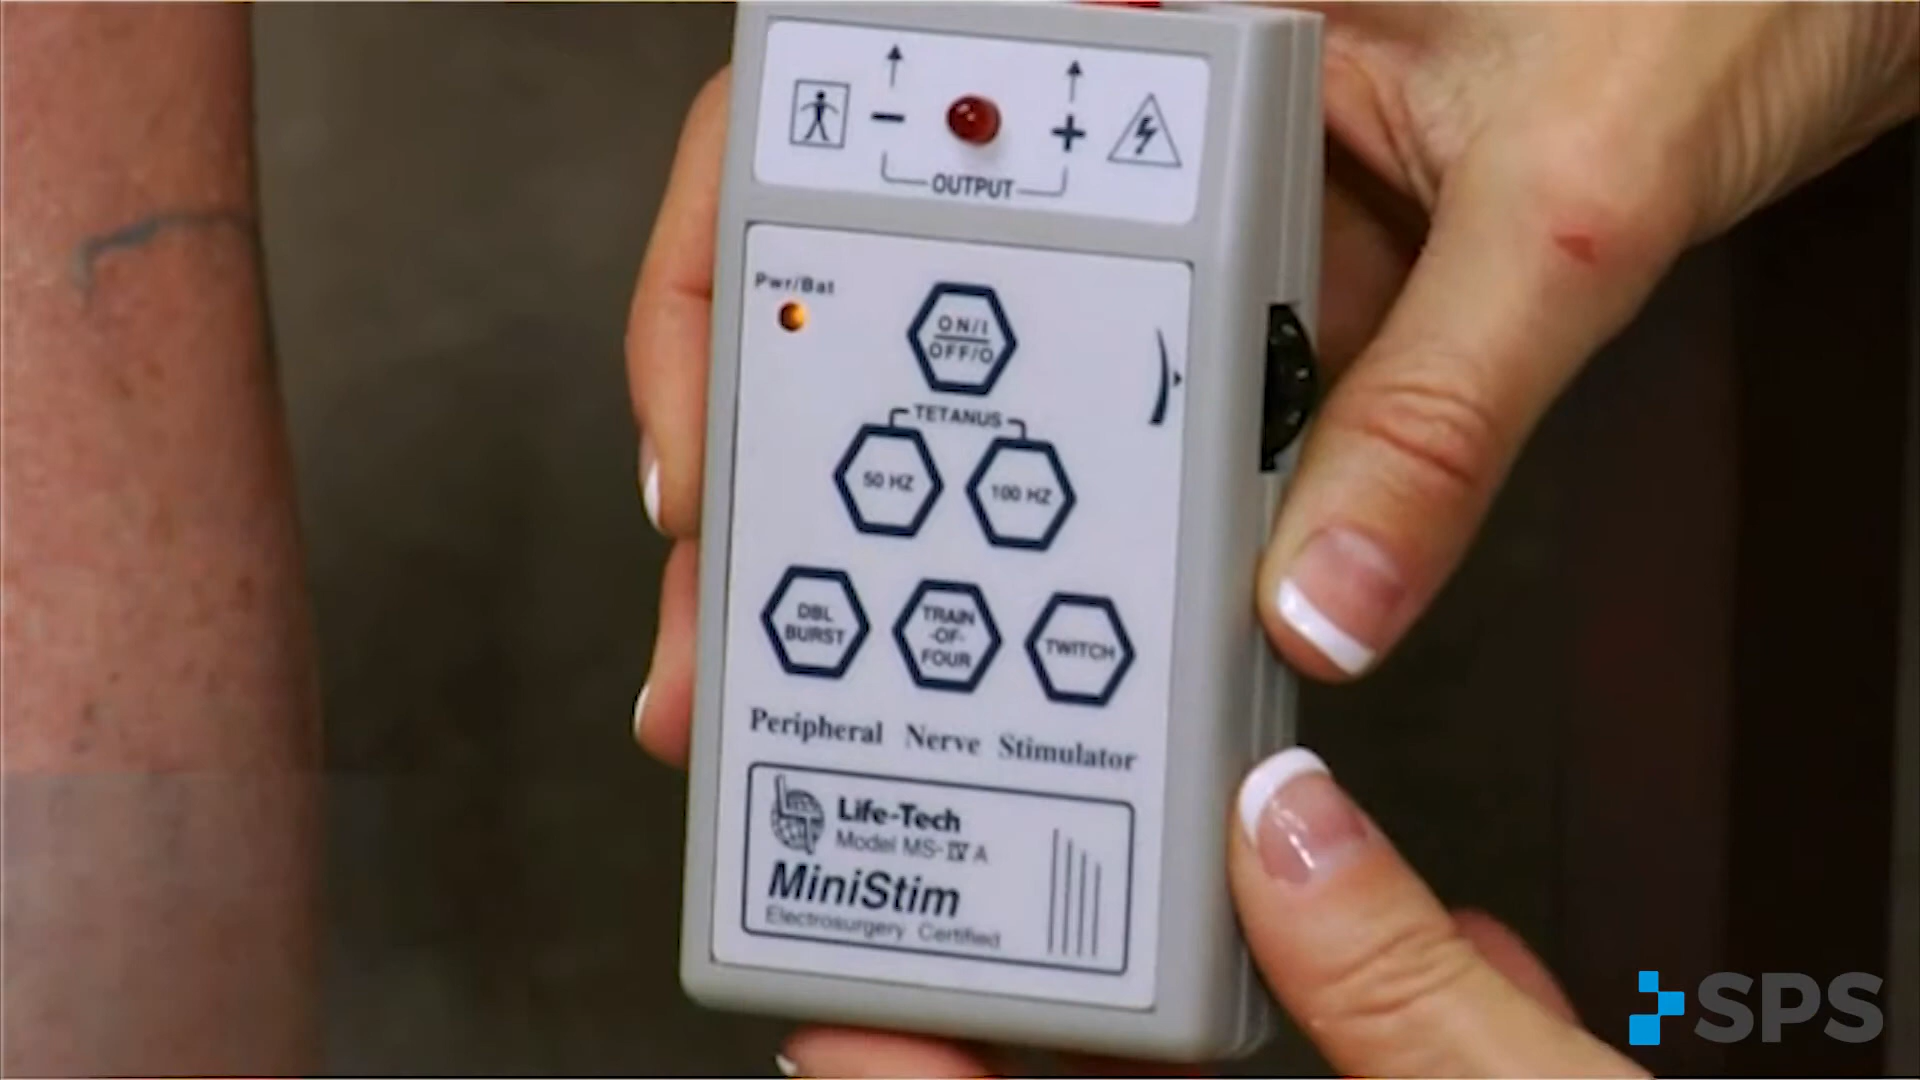 - +
OUTPUT
Pwr/Bat
ON/I
OFF/O
TETANUS
50 HZ 100 HZ
DBL
BURST
TRAIN
-OF-
FOUR
TWITCH
Peripheral Nerve Stimulator
Life-Tech
Model MS-IV A
MiniStim
Electrosurgery Certified
SPS